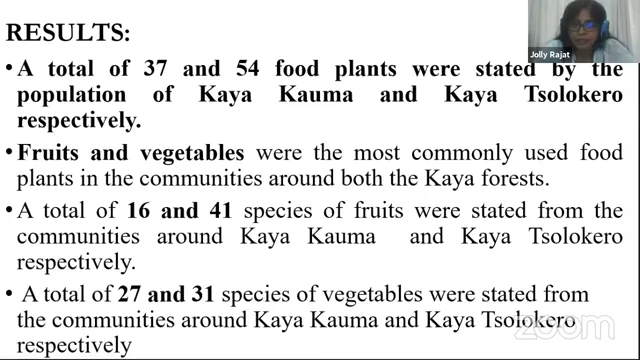 RESULTS:
Jolly Rajat
• A total of 37 and 54 food plants were stated by the
population of Kaya Kauma and Kaya Tsolokero
respectively.
• Fruits and vegetables were the most commonly used food
plants in the communities around both the Kaya forests.
• A total of 16 and 41 species of fruits were stated from the
communities around Kaya Kauma and Kaya Tsolokero
respectively.
• A total of 27 and 31 species of vegetables were stated from
the communities around Kaya Kauma and Kaya Tsolokero
respectively
zoom